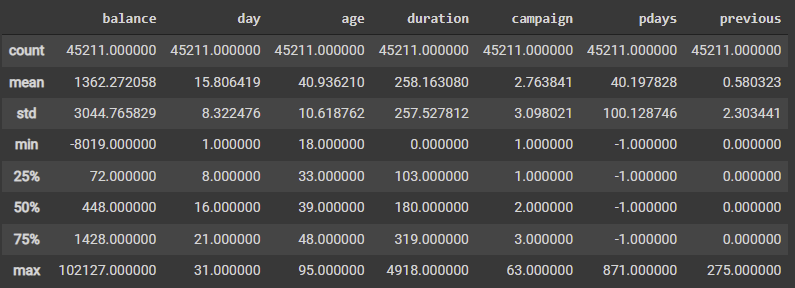 balance day age duration campaign pdays previous
count 45211.000000 45211.000000 45211.000000 45211.000000 45211.000000 45211.000000 45211.000000
mean 1362.272058 15.806419 40.936210 258.163080 2.763841 40.197828 0.580323
std 3044.765829 8.322476 10.618762 257.527812 3.098021 100.128746 2.303441
min -8019.000000 1.000000 18.000000 0.000000 1.000000 -1.000000 0.000000
25% 72.000000 8.000000 33.000000 103.000000 1.000000 -1.000000 0.000000
50% 448.000000 16.000000 39.000000 180.000000 2.000000 -1.000000 0.000000
75% 1428.000000 21.000000 48.000000 319.000000 3.000000 -1.000000 0.000000
max 102127.000000 31.000000 95.000000 4918.000000 63.000000 871.000000 275.000000